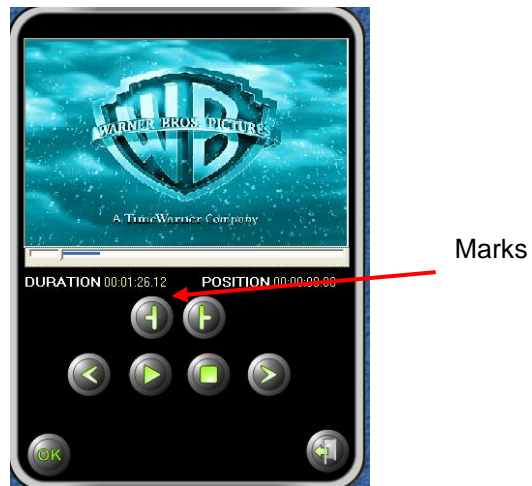 WARNER BROS. PICTURES
A TimeWarner Company
DURATION 00:01:26.12 POSITION
Marks
OK